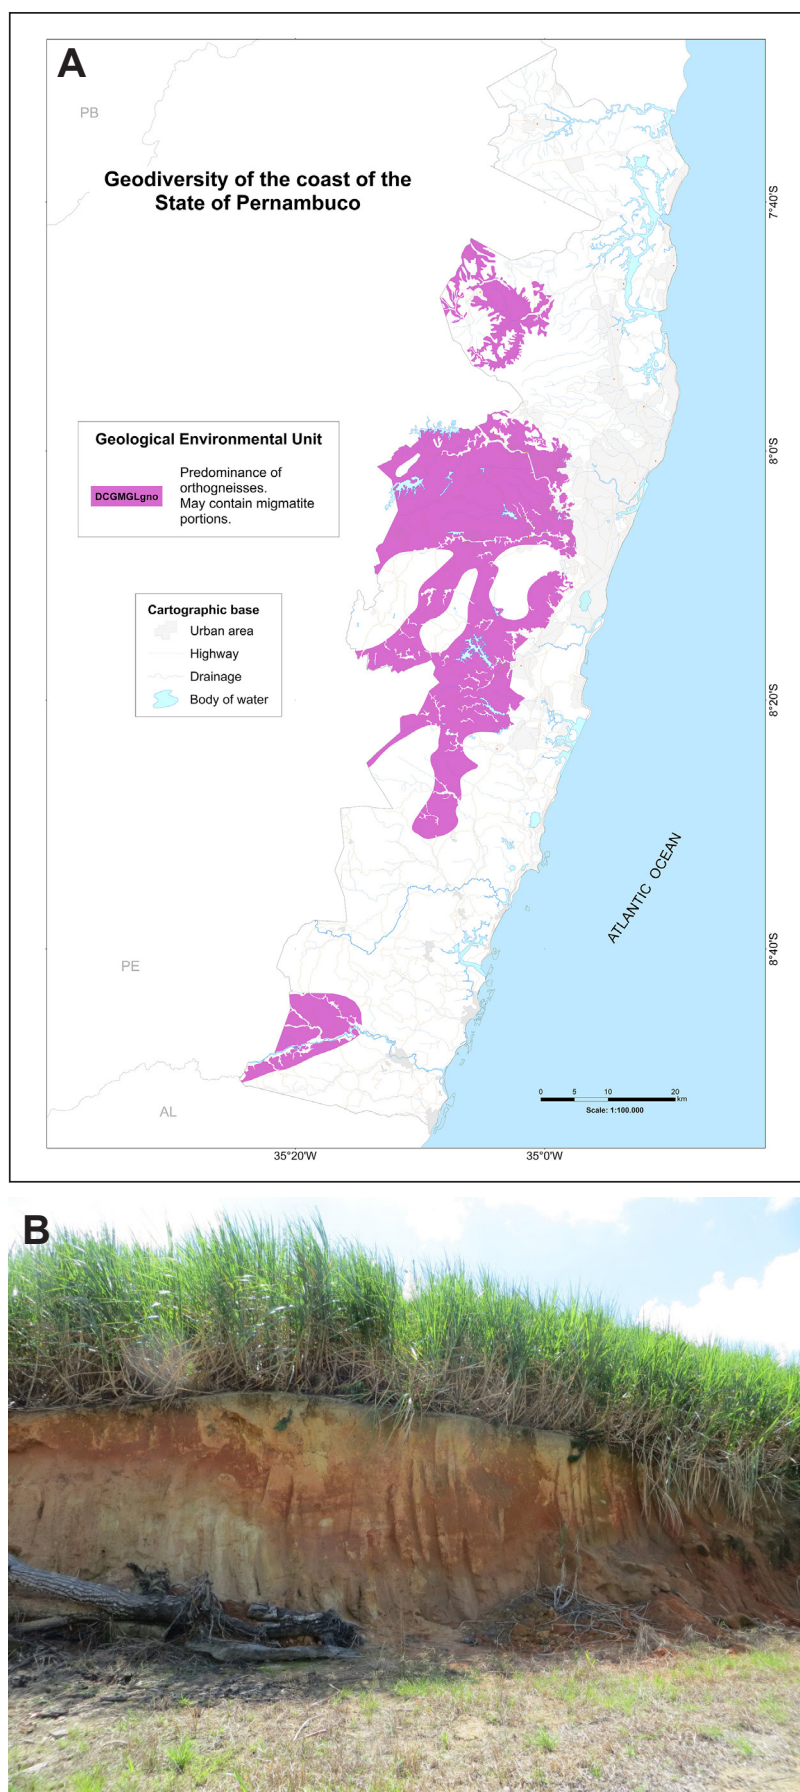 A
PB
Geodiversity of the coast of the
State of Pernambuco
7°40'S
Geological Environmental Unit
DCGMGLgno
Predominance of
orthogneisses.
May contain migmatite
portions.
8°0'S
Cartographic base
Urban area
Highway
Drainage
Body of water
8°20'S
ATLANTIC OCEAN
8°40'S
PE
AL
0 5 10 20
km
Scale: 1:100.000
35°20'W 35°0'W
B